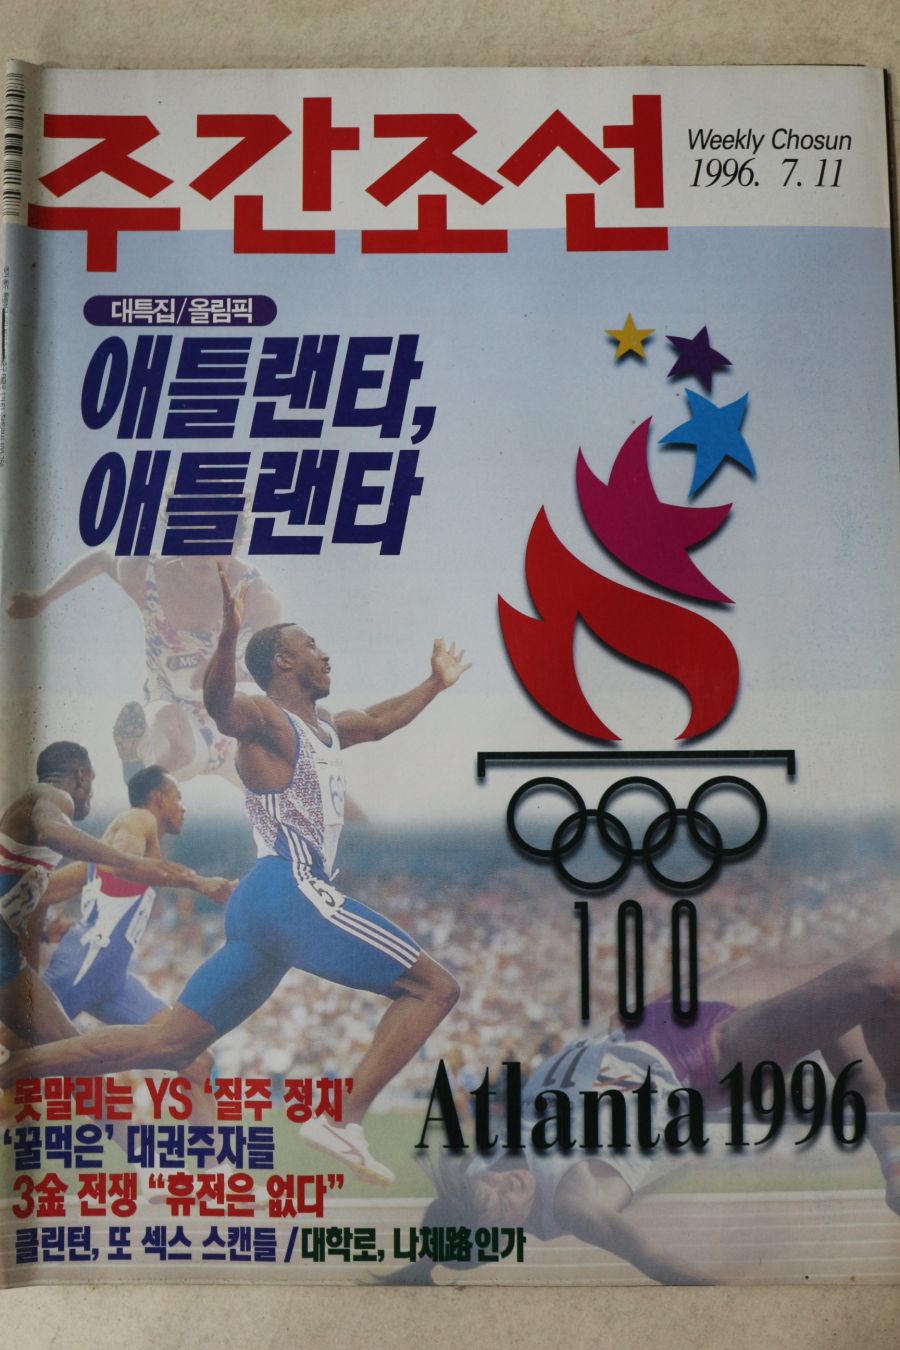 주간조선
Weekly Chosun
1996. 7. 11
대특집/올림픽
애틀랜타,
애틀랜타
100
Atlanta 1996
못말리는 YS ‘질주 정치’
‘꿀먹은’ 대권주자들
3金 전쟁 “휴전은 없다”
클린턴, 또 섹스 스캔들/대학로, 나체路인가